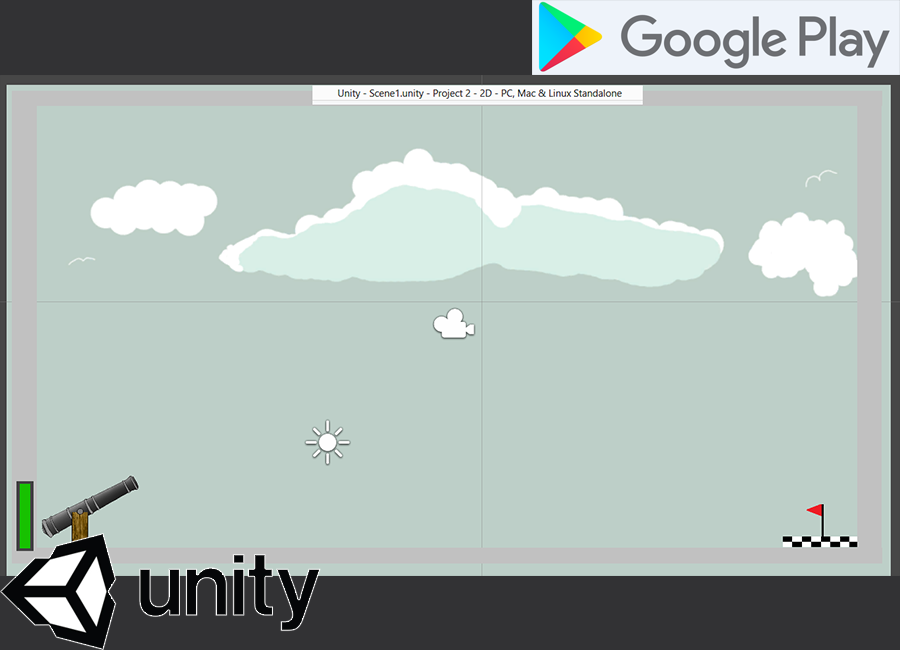 Google Play
Unity - Scene1.unity - Project 2 - 2D - PC, Mac & Linux Standalone
unity